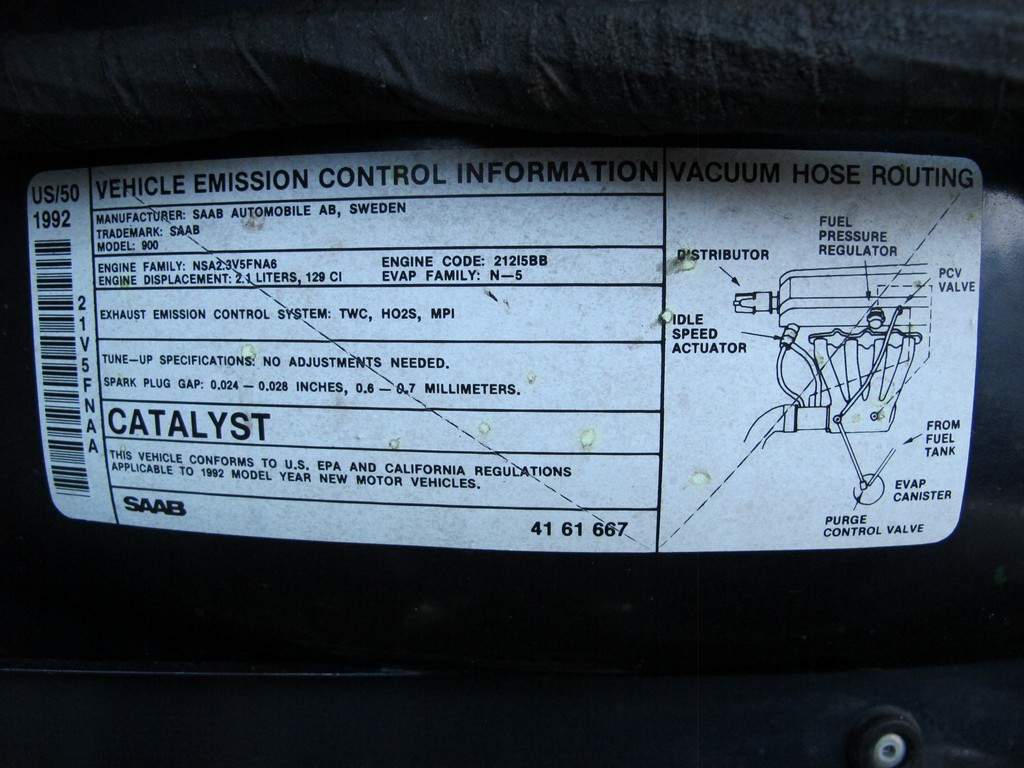 US/50
1992
21V5FNAA
VEHICLE EMISSION CONTROL INFORMATION
MANUFACTURER: SAAB AUTOMOBILE AB, SWEDEN
TRADEMARK: SAAB
MODEL: 900
ENGINE FAMILY: NSA2.3V5FNA6
ENGINE DISPLACEMENT: 2.1 LITERS, 129 CI
ENGINE CODE: 212I5BB
EVAP FAMILY: N—5
EXHAUST EMISSION CONTROL SYSTEM: TWC, HO2S, MPI
TUNE—UP SPECIFICATIONS: NO ADJUSTMENTS NEEDED.
SPARK PLUG GAP: 0.024 — 0.028 INCHES, 0.6 — 0.7 MILLIMETERS.
CATALYST
THIS VEHICLE CONFORMS TO U.S. EPA AND CALIFORNIA REGULATIONS
APPLICABLE TO 1992 MODEL YEAR NEW MOTOR VEHICLES.
SAAB
41 61 667
VACUUM HOSE ROUTING
DISTRIBUTOR
FUEL
PRESSURE
REGULATOR
PCV
VALVE
IDLE
SPEED
ACTUATOR
FROM
FUEL
TANK
EVAP
CANISTER
PURGE
CONTROL VALVE